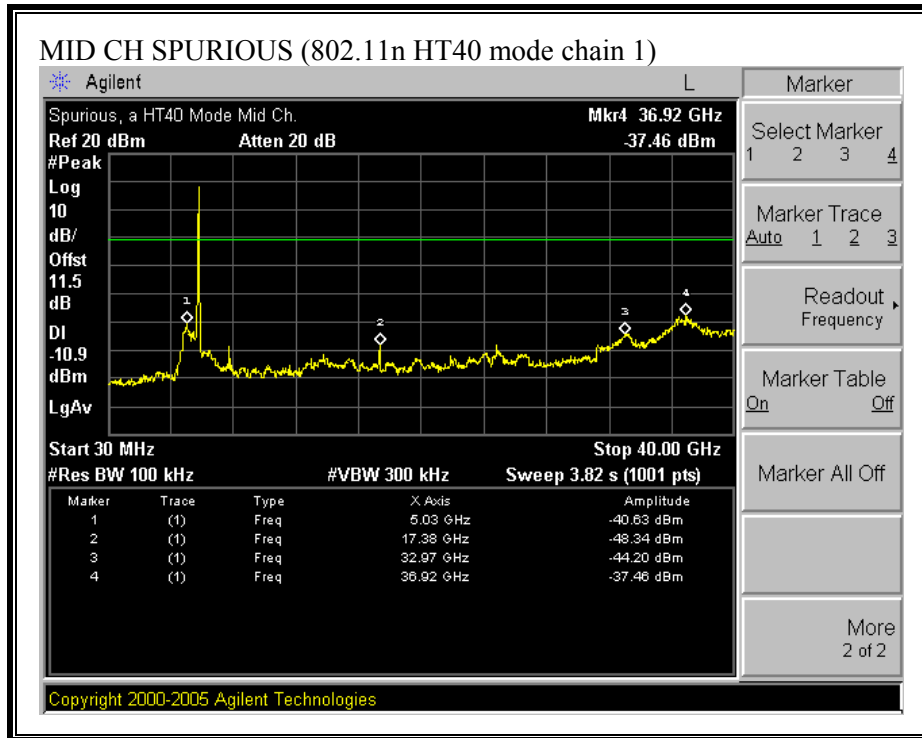 MID CH SPURIOUS (802.11n HT40 mode chain 1)
Agilent L
Spurious, a HT40 Mode Mid Ch. Mkr4 36.92 GHz
Ref 20 dBm Atten 20 dB -37.46 dBm
#Peak
Log
10
dB/
Offst
11.5
dB
DI
-10.9
dBm
LgAv
1
2
3
4
Start 30 MHz Stop 40.00 GHz
#Res BW 100 kHz #VBW 300 kHz Sweep 3.82 s (1001 pts)
Marker Trace Type X Axis Amplitude
1 (1) Freq 5.03 GHz -40.63 dBm
2 (1) Freq 17.38 GHz -48.34 dBm
3 (1) Freq 32.97 GHz -44.20 dBm
4 (1) Freq 36.92 GHz -37.46 dBm
Copyright 2000-2005 Agilent Technologies
Marker
Select Marker
1 2 3 4
Marker Trace
Auto 1 2 3
Readout
Frequency
Marker Table
On Off
Marker All Off
More
2 of 2